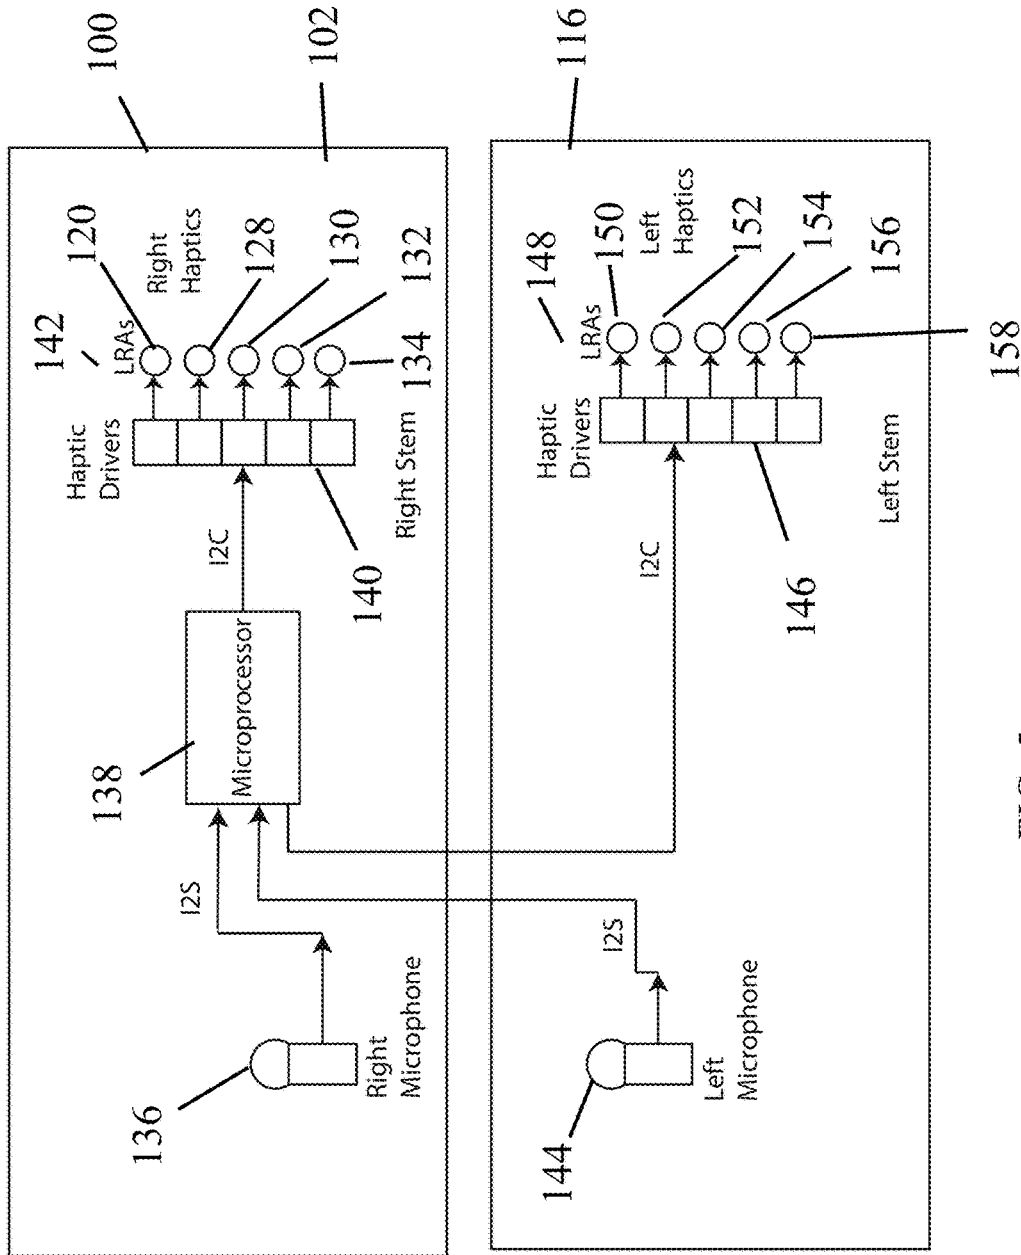 100
102
138
136
142
120
128
130
132
134
140
Haptic
Drivers
LRAs
Right
Haptics
I2C
I2S
Microprocessor
Right
Microphone
Right Stem
116
144
148
150
152
154
156
158
146
Haptic
Drivers
LRAs
Left
Haptics
I2C
I2S
Left
Microphone
Left Stem